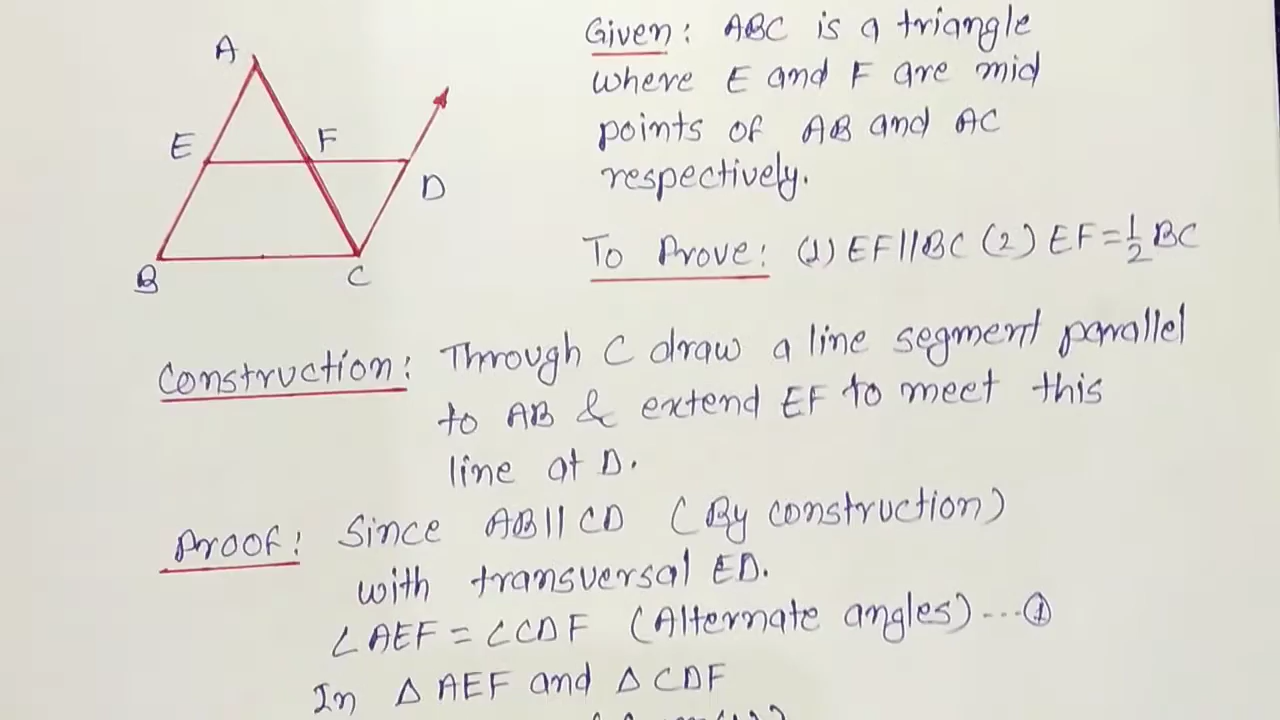 A
E
F
D
B
C
Given: ABC is a triangle
where E and F are mid
points of AB and AC
respectively.
To Prove: (1) EF||BC (2) EF=½ BC
Construction: Through C draw a line segment parallel
to AB & extend EF to meet this
line at D.
Proof: Since AB||CD (By construction)
with transversal ED.
∠AEF = ∠CDF (Alternate angles)...①
In △AEF and △CDF